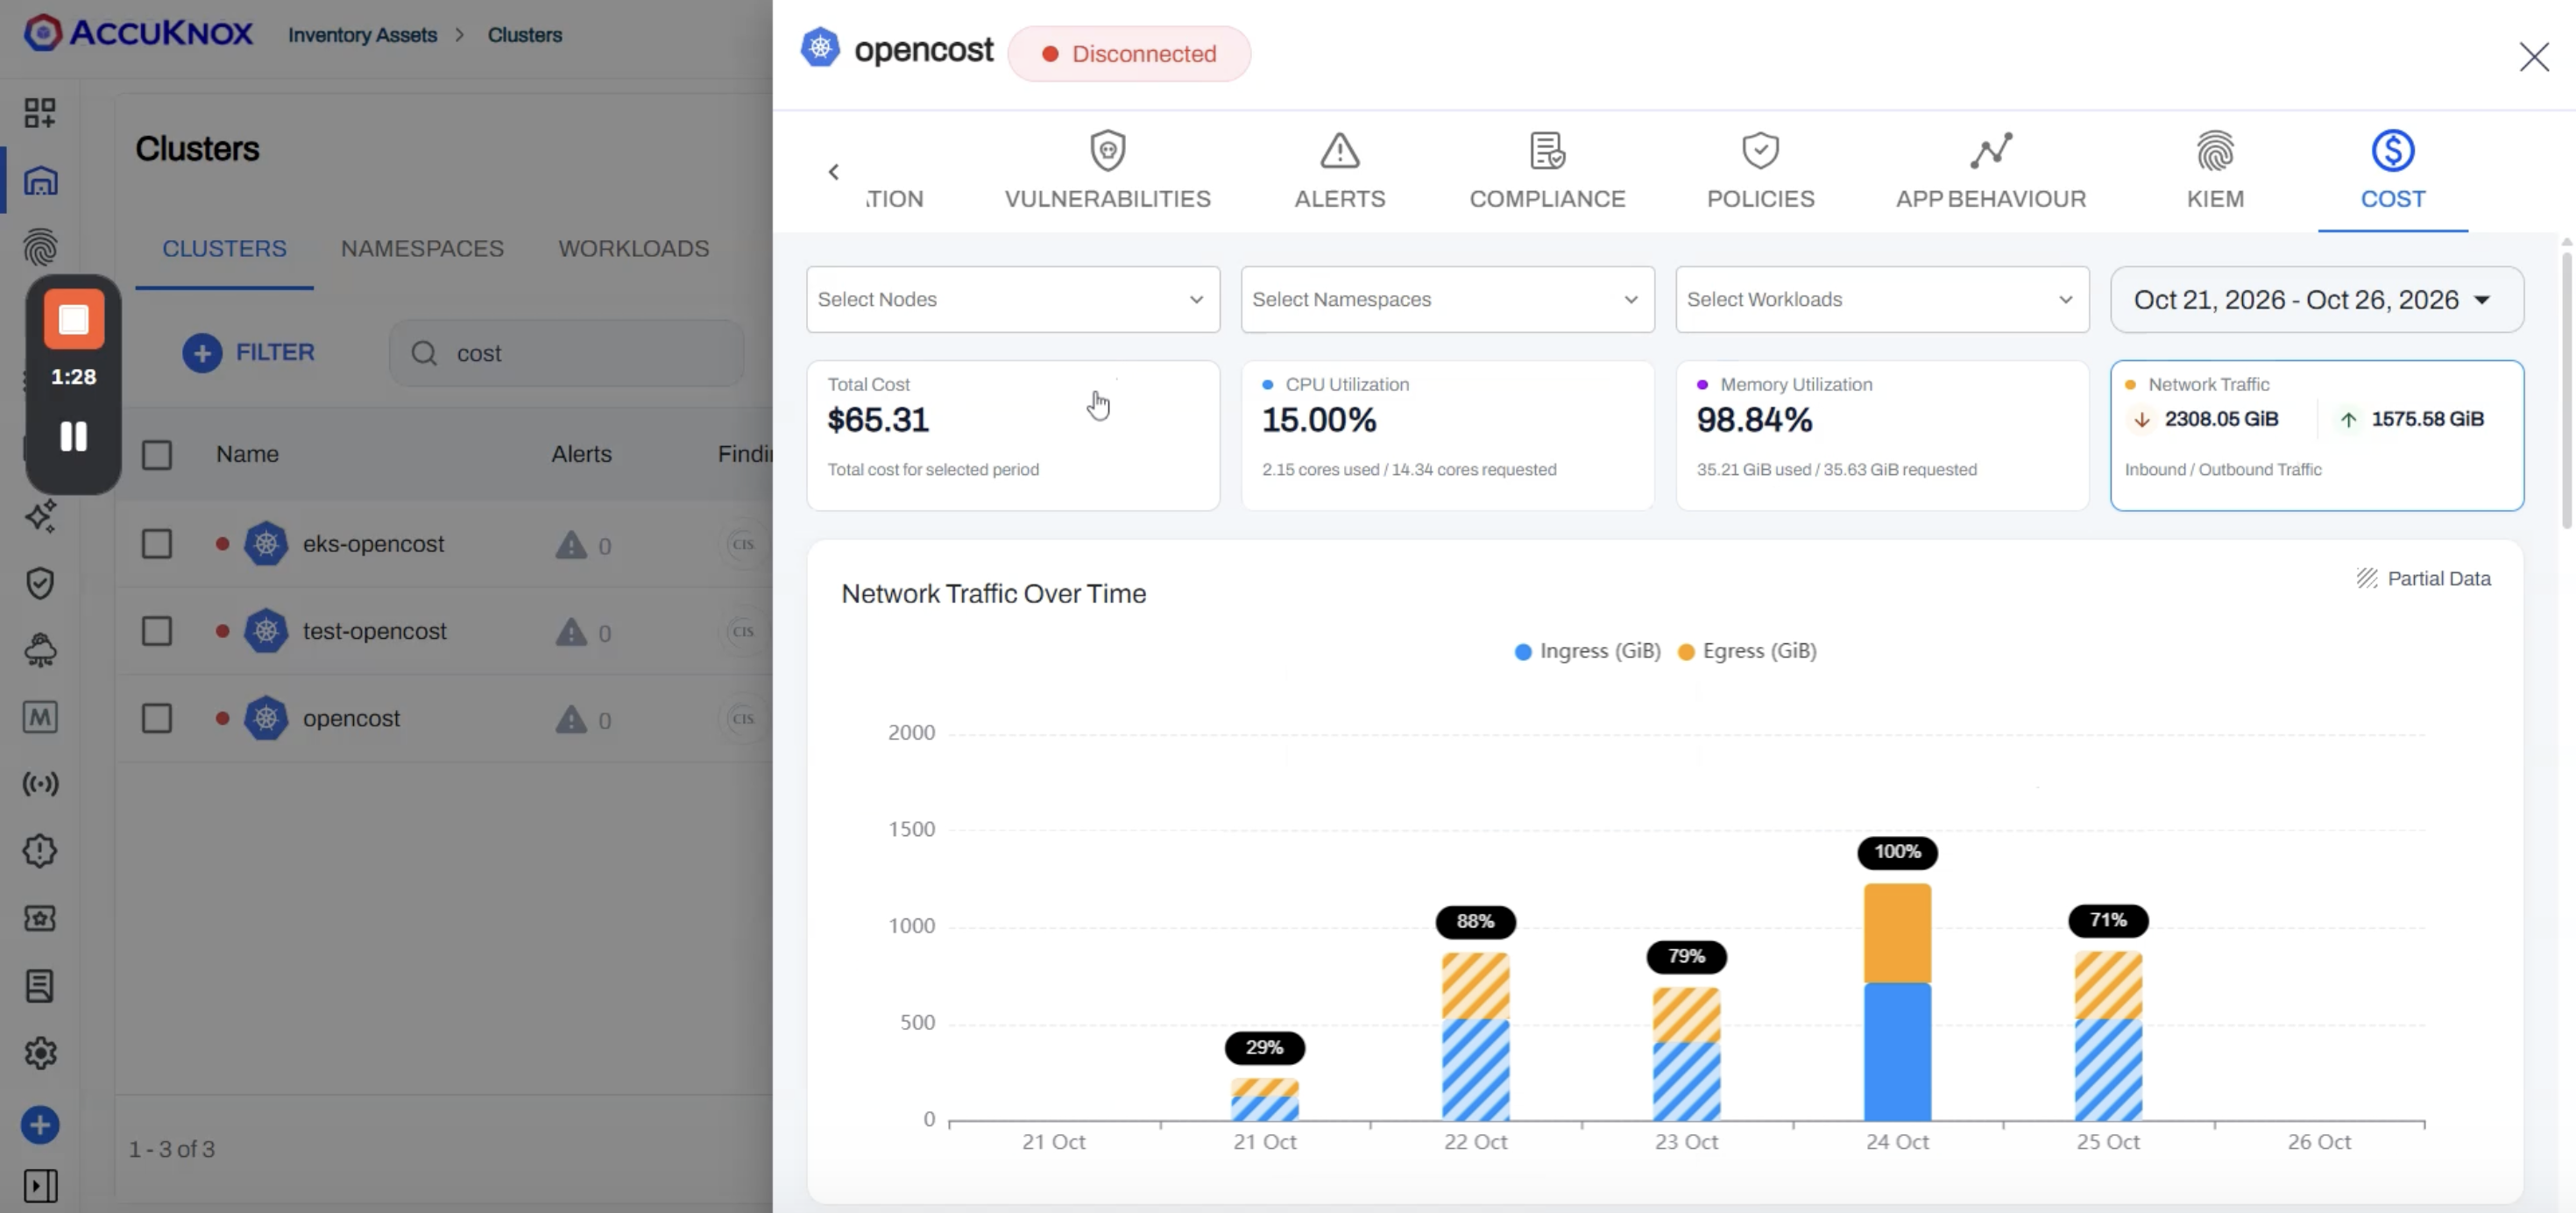 ACCUKNOX
Inventory Assets > Clusters
Clusters
CLUSTERS NAMESPACES WORKLOADS
FILTER
cost
1:28
Name Alerts Findi
eks-opencost 0 CIS
test-opencost 0 CIS
opencost 0 CIS
M
1 - 3 of 3
opencost Disconnected
ATION VULNERABILITIES ALERTS COMPLIANCE POLICIES APP BEHAVIOUR KIEM COST
Select Nodes Select Namespaces Select Workloads Oct 21, 2026 - Oct 26, 2026
Total Cost
$65.31
Total cost for selected period
CPU Utilization
15.00%
2.15 cores used / 14.34 cores requested
Memory Utilization
98.84%
35.21 GiB used / 35.63 GiB requested
Network Traffic
2308.05 GiB 1575.58 GiB
Inbound / Outbound Traffic
Network Traffic Over Time
Partial Data
Ingress (GiB) Egress (GiB)
2000
1500
1000
500
0
29%
88%
79%
100%
71%
21 Oct 21 Oct 22 Oct 23 Oct 24 Oct 25 Oct 26 Oct